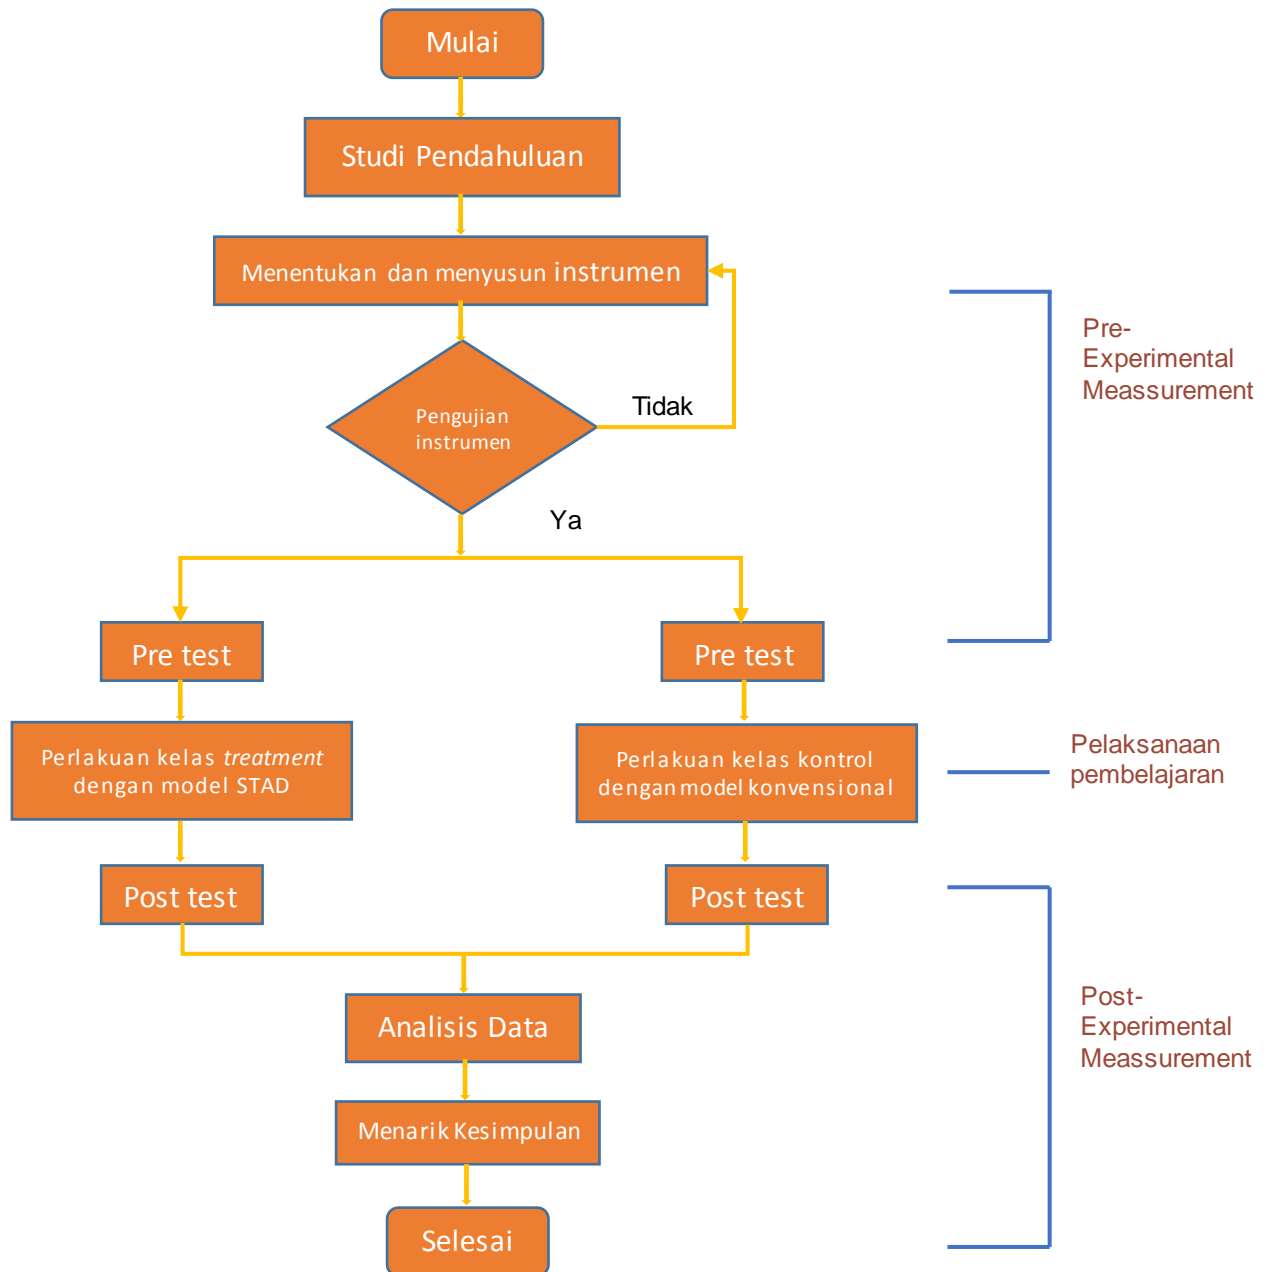 Mulai
Studi Pendahuluan
Menentukan dan menyusun instrumen
Pengujian
instrumen
Tidak
Ya
Pre-
Experimental
Meassurement
Pre test
Pre test
Perlakuan kelas treatment
dengan model STAD
Perlakuan kelas kontrol
dengan model konvensional
Pelaksanaan
pembelajaran
Post test
Post test
Analisis Data
Menarik Kesimpulan
Selesai
Post-
Experimental
Meassurement